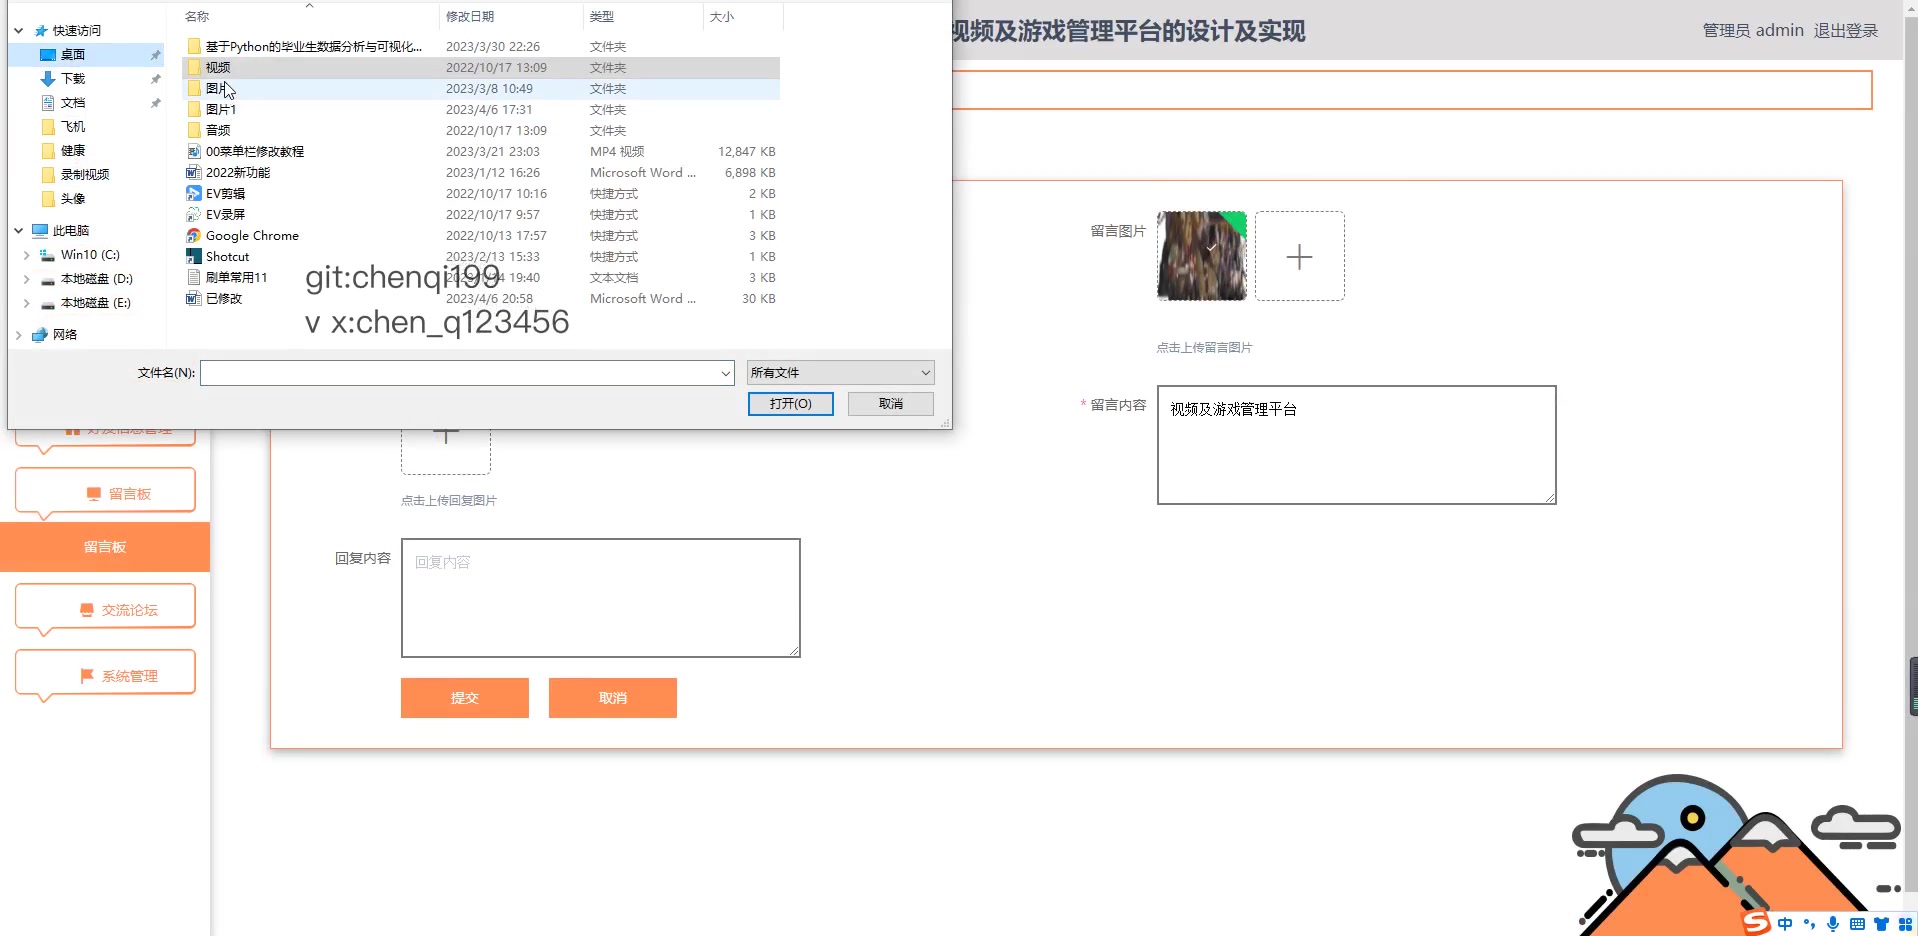 名称 修改日期 类型 大小
快速访问
桌面
下载
文档
飞机
健康
录制视频
头像
此电脑
Win10 (C:)
本地磁盘 (D:)
本地磁盘 (E:)
网络
基于Python的毕业生数据分析与可视化... 2023/3/30 22:26 文件夹
视频 2022/10/17 13:09 文件夹
图片 2023/3/8 10:49 文件夹
图片1 2023/4/6 17:31 文件夹
音频 2022/10/17 13:09 文件夹
00菜单栏修改教程 2023/3/21 23:03 MP4 视频 12,847 KB
2022新功能 2023/1/12 16:26 Microsoft Word ... 6,898 KB
EV剪辑 2022/10/17 10:16 快捷方式 2 KB
EV录屏 2022/10/17 9:57 快捷方式 1 KB
Google Chrome 2022/10/13 17:57 快捷方式 3 KB
Shotcut 2023/2/13 15:33 快捷方式 1 KB
刷单常用11 19:40 文本文档 3 KB
已修改 2023/4/6 20:58 Microsoft Word ... 30 KB
git:chenqi199
v x:chen_q123456
文件名(N): 所有文件
打开(O) 取消
视频及游戏管理平台的设计及实现
管理员 admin 退出登录
留言图片
点击上传留言图片
* 留言内容 视频及游戏管理平台
点击上传回复图片
回复内容 回复内容
提交 取消
留言板
留言板
交流论坛
系统管理
中